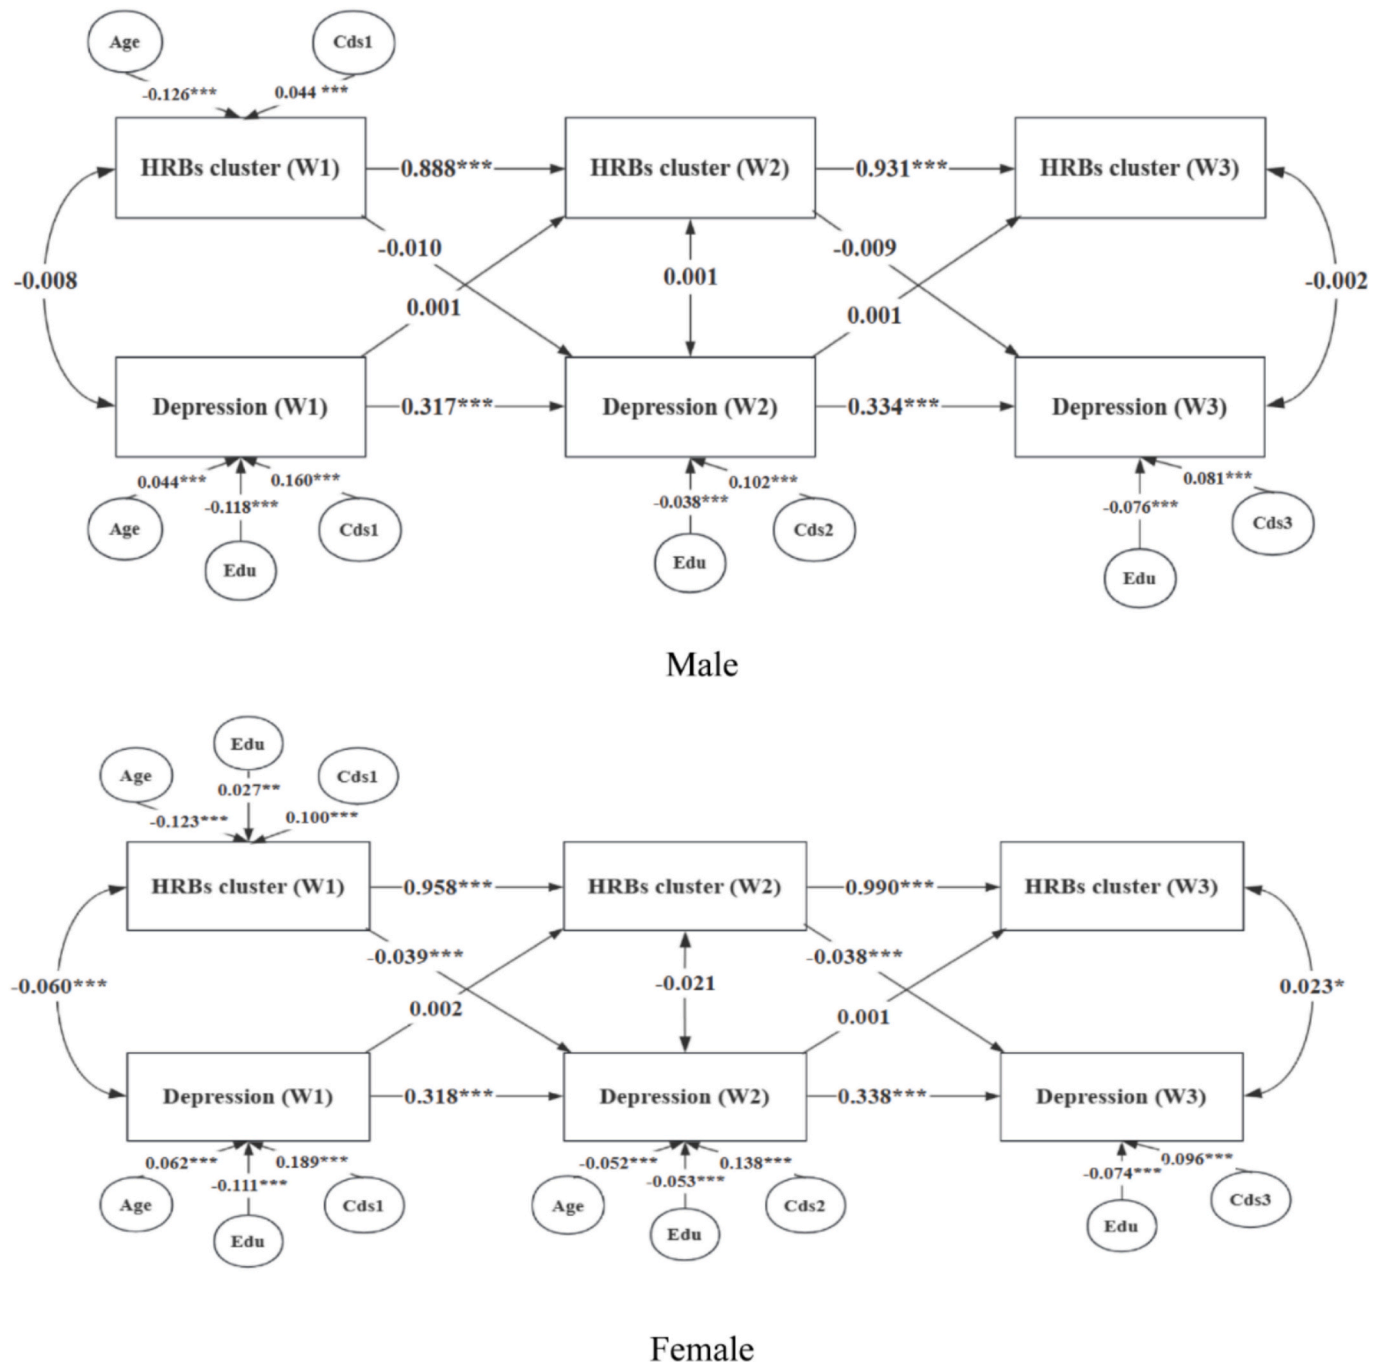 Age Cds1
-0.126*** 0.044 ***
HRBs cluster (W1) 0.888*** HRBs cluster (W2) 0.931*** HRBs cluster (W3)
-0.010 -0.009
-0.008 0.001 -0.002
0.001 0.001
Depression (W1) 0.317*** Depression (W2) 0.334*** Depression (W3)
0.044*** 0.160*** 0.102*** 0.081***
-0.118*** -0.038*** -0.076***
Age Cds1 Cds2 Cds3
Edu Edu Edu
Male
Edu
Age Cds1
0.027**
-0.123*** 0.100***
HRBs cluster (W1) 0.958*** HRBs cluster (W2) 0.990*** HRBs cluster (W3)
-0.039*** -0.038***
-0.060*** -0.021 0.023*
0.002 0.001
Depression (W1) 0.318*** Depression (W2) 0.338*** Depression (W3)
0.062*** 0.189*** -0.052*** 0.138*** 0.096***
-0.111*** -0.053*** -0.074***
Age Cds1 Age Cds2 Cds3
Edu Edu Edu
Female